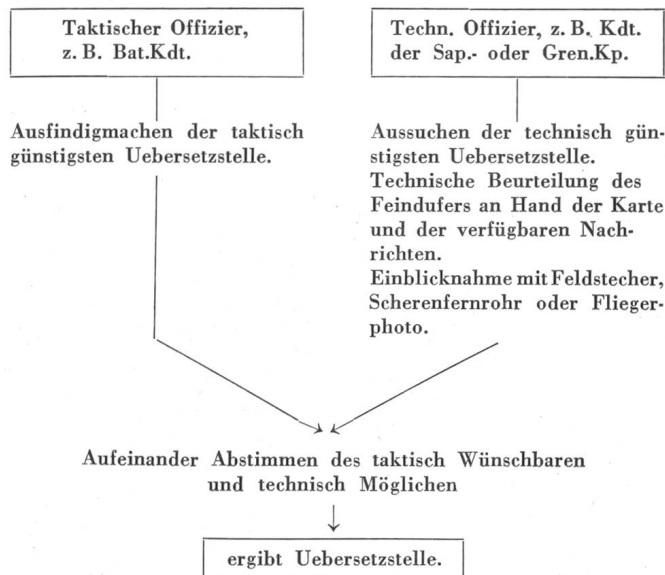 Taktischer Offizier,
z. B. Bat.Kdt.
Ausfindigmachen der taktisch
günstigsten Uebersetzstelle.
Techn. Offizier, z. B. Kdt.
der Sap.- oder Gren.Kp.
Aussuchen der technisch gün-
stigsten Uebersetzstelle.
Technische Beurteilung des
Feindufers an Hand der Karte
und der verfügbaren Nach-
richten.
Einblicknahme mit Feldstecher,
Scherenfernrohr oder Flieger-
photo.
Aufeinander Abstimmen des taktisch Wünschbaren
und technisch Möglichen
ergibt Uebersetzstelle.